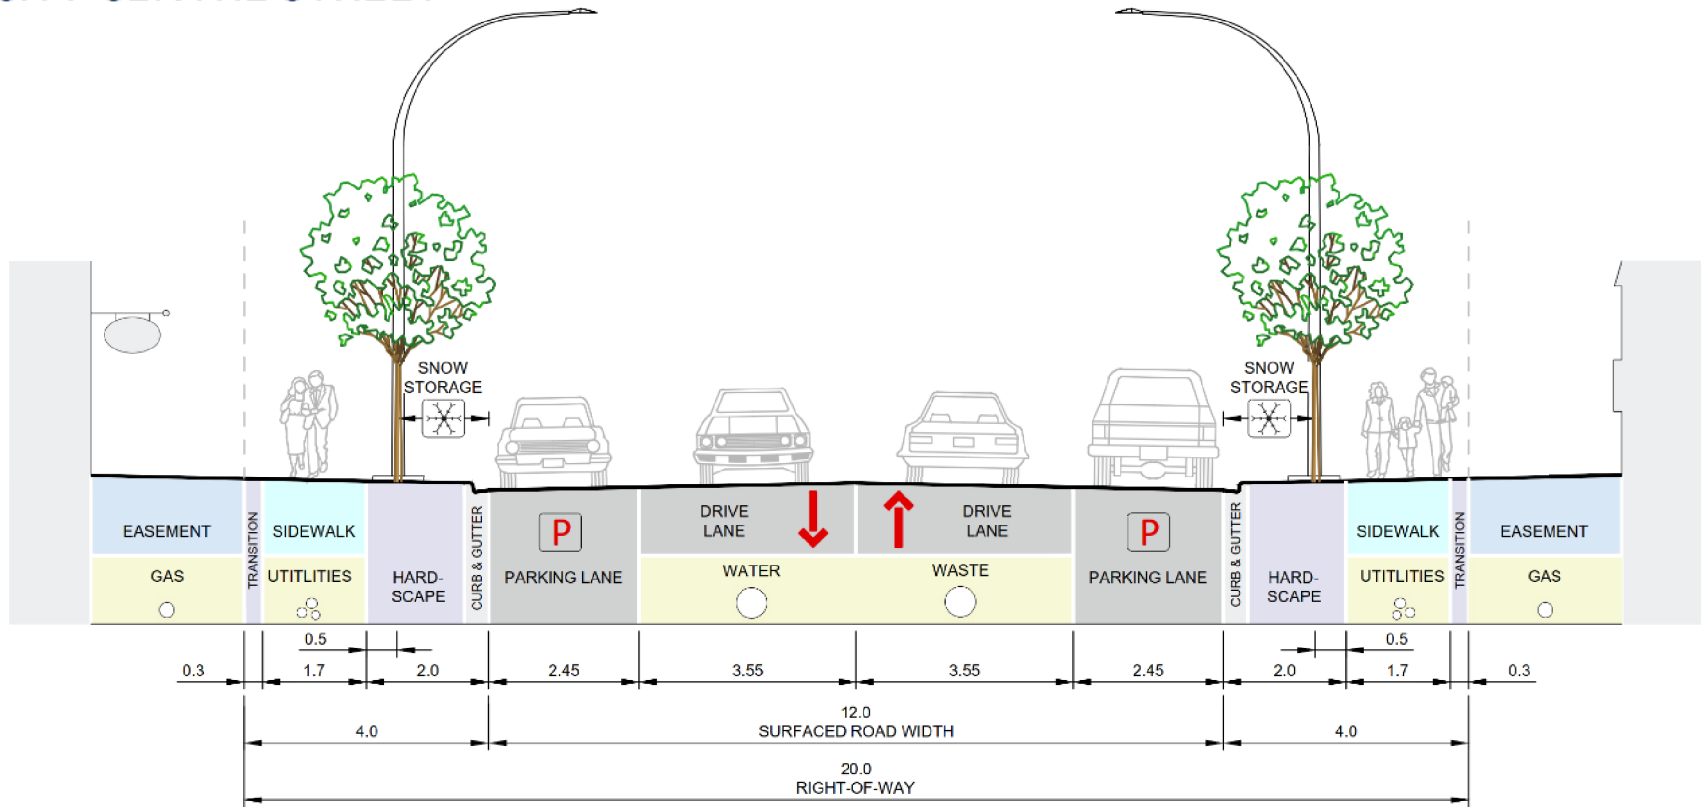 SNOW
STORAGE
SNOW
STORAGE
EASEMENT
TRANSITION
SIDEWALK
CURB & GUTTER
P
DRIVE
LANE
DRIVE
LANE
P
CURB & GUTTER
SIDEWALK
TRANSITION
EASEMENT
GAS
UTITLITIES
HARD-
SCAPE
PARKING LANE
WATER
WASTE
PARKING LANE
HARD-
SCAPE
UTITLITIES
GAS
0.5
0.5
0.3
1.7
2.0
2.45
3.55
3.55
2.45
2.0
1.7
0.3
4.0
12.0
SURFACED ROAD WIDTH
4.0
20.0
RIGHT-OF-WAY